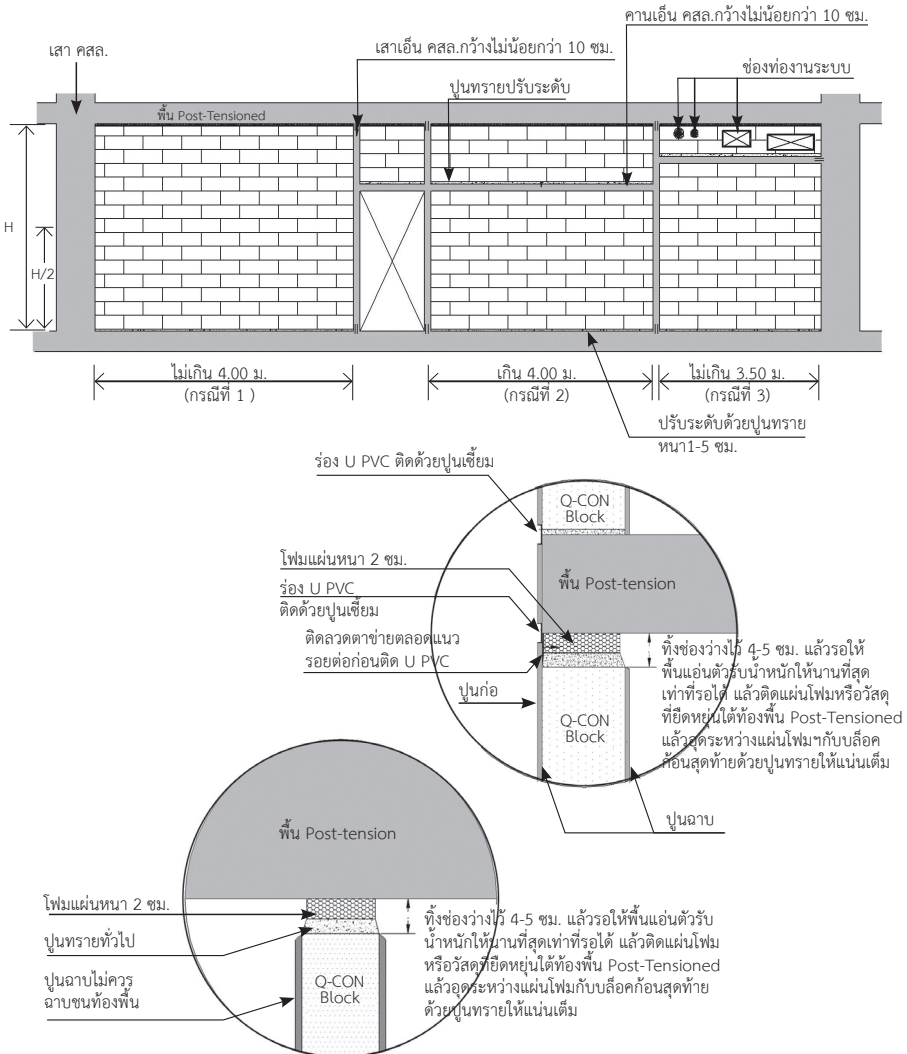 คานเอ็น คสล.กว้างไม่น้อยกว่า 10 ซม.
เสา คสล.
เสาเอ็น คสล.กว้างไม่น้อยกว่า 10 ซม.
ช่องท่องานระบบ
ปูนทรายปรับระดับ
พื้น Post-Tensioned
H
H/2
ไม่เกิน 4.00 ม.
(กรณีที่ 1 )
เกิน 4.00 ม.
(กรณีที่ 2)
ไม่เกิน 3.50 ม.
(กรณีที่ 3)
ปรับระดับด้วยปูนทราย
หนา1-5 ซม.
ร่อง U PVC ติดด้วยปูนเชี้ยม
Q-CON
Block
โฟมแผ่นหนา 2 ซม.
พื้น Post-tension
ร่อง U PVC
ติดด้วยปูนเชี้ยม
ติดลวดตาข่ายตลอดแนว
รอยต่อก่อนติด U PVC
ทิ้งช่องว่างไว้ 4-5 ซม. แล้วรอให้
พื้นแอ่นตัวรับน้ำหนักให้นานที่สุด
เท่าที่รอได้ แล้วติดแผ่นโฟมหรือวัสดุ
ที่ยืดหยุ่นใต้ท้องพื้น Post-Tensioned
แล้วอุดระหว่างแผ่นโฟมฯกับบล็อค
ก้อนสุดท้ายด้วยปูนทรายให้แน่นเต็ม
ปูนก่อ
Q-CON
Block
ปูนฉาบ
พื้น Post-tension
โฟมแผ่นหนา 2 ซม.
ปูนทรายทั่วไป
ปูนฉาบไม่ควร
ฉาบชนท้องพื้น
Q-CON
Block
ทิ้งช่องว่างไว้ 4-5 ซม. แล้วรอให้พื้นแอ่นตัวรับ
น้ำหนักให้นานที่สุดเท่าที่รอได้ แล้วติดแผ่นโฟม
หรือวัสดุที่ยืดหยุ่นใต้ท้องพื้น Post-Tensioned
แล้วอุดระหว่างแผ่นโฟมกับบล็อคก้อนสุดท้าย
ด้วยปูนทรายให้แน่นเต็ม